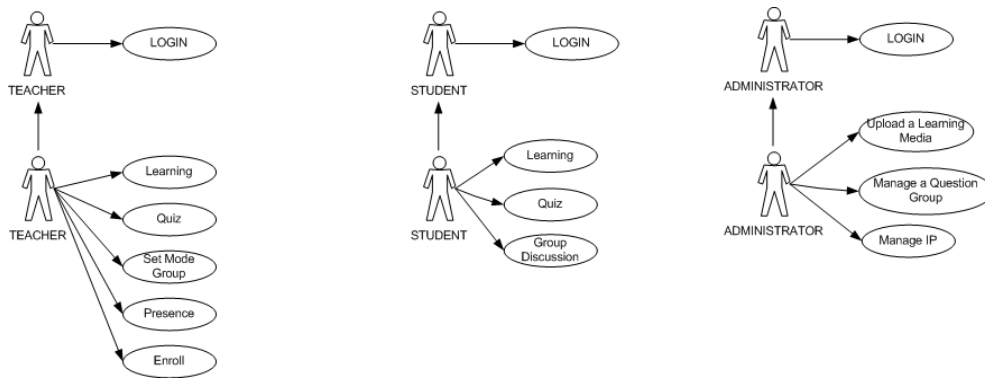 LOGIN
TEACHER
Learning
Quiz
Set Mode
Group
Presence
Enroll
TEACHER
LOGIN
STUDENT
Learning
Quiz
Group
Discussion
STUDENT
LOGIN
ADMINISTRATOR
Upload a Learning
Media
Manage a Question
Group
Manage IP
ADMINISTRATOR